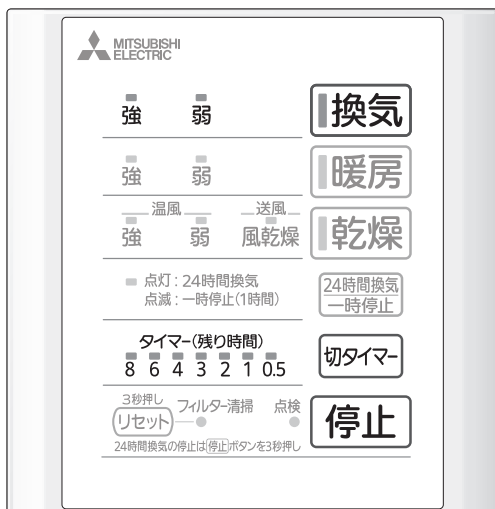 MITSUBISHI
ELECTRIC
強 弱 換気
強 弱 暖房
温風 送風
強 弱 風乾燥 乾燥
点灯:24時間換気
点滅:一時停止(1時間)
24時間換気
一時停止
タイマー(残り時間)
8 6 4 3 2 1 0.5
切タイマー
3秒押し
リセット フィルター清掃 点検
24時間換気の停止は停止ボタンを3秒押し
停止